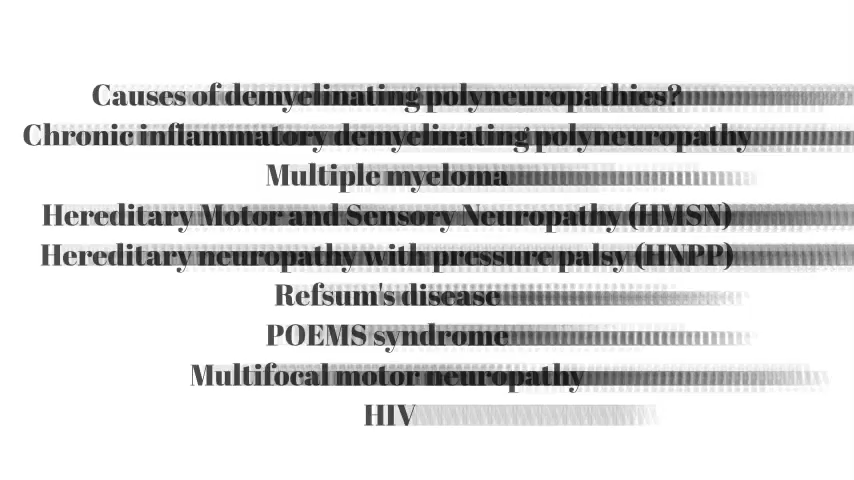 Causes of demyelinating polyneuropathies?
Chronic inflammatory demyelinating polyneuropathy
Multiple myeloma
Hereditary Motor and Sensory Neuropathy (HMSN)
Hereditary neuropathy with pressure palsy (HNPP)
Refsum's disease
POEMS syndrome
Multifocal motor neuropathy
HIV